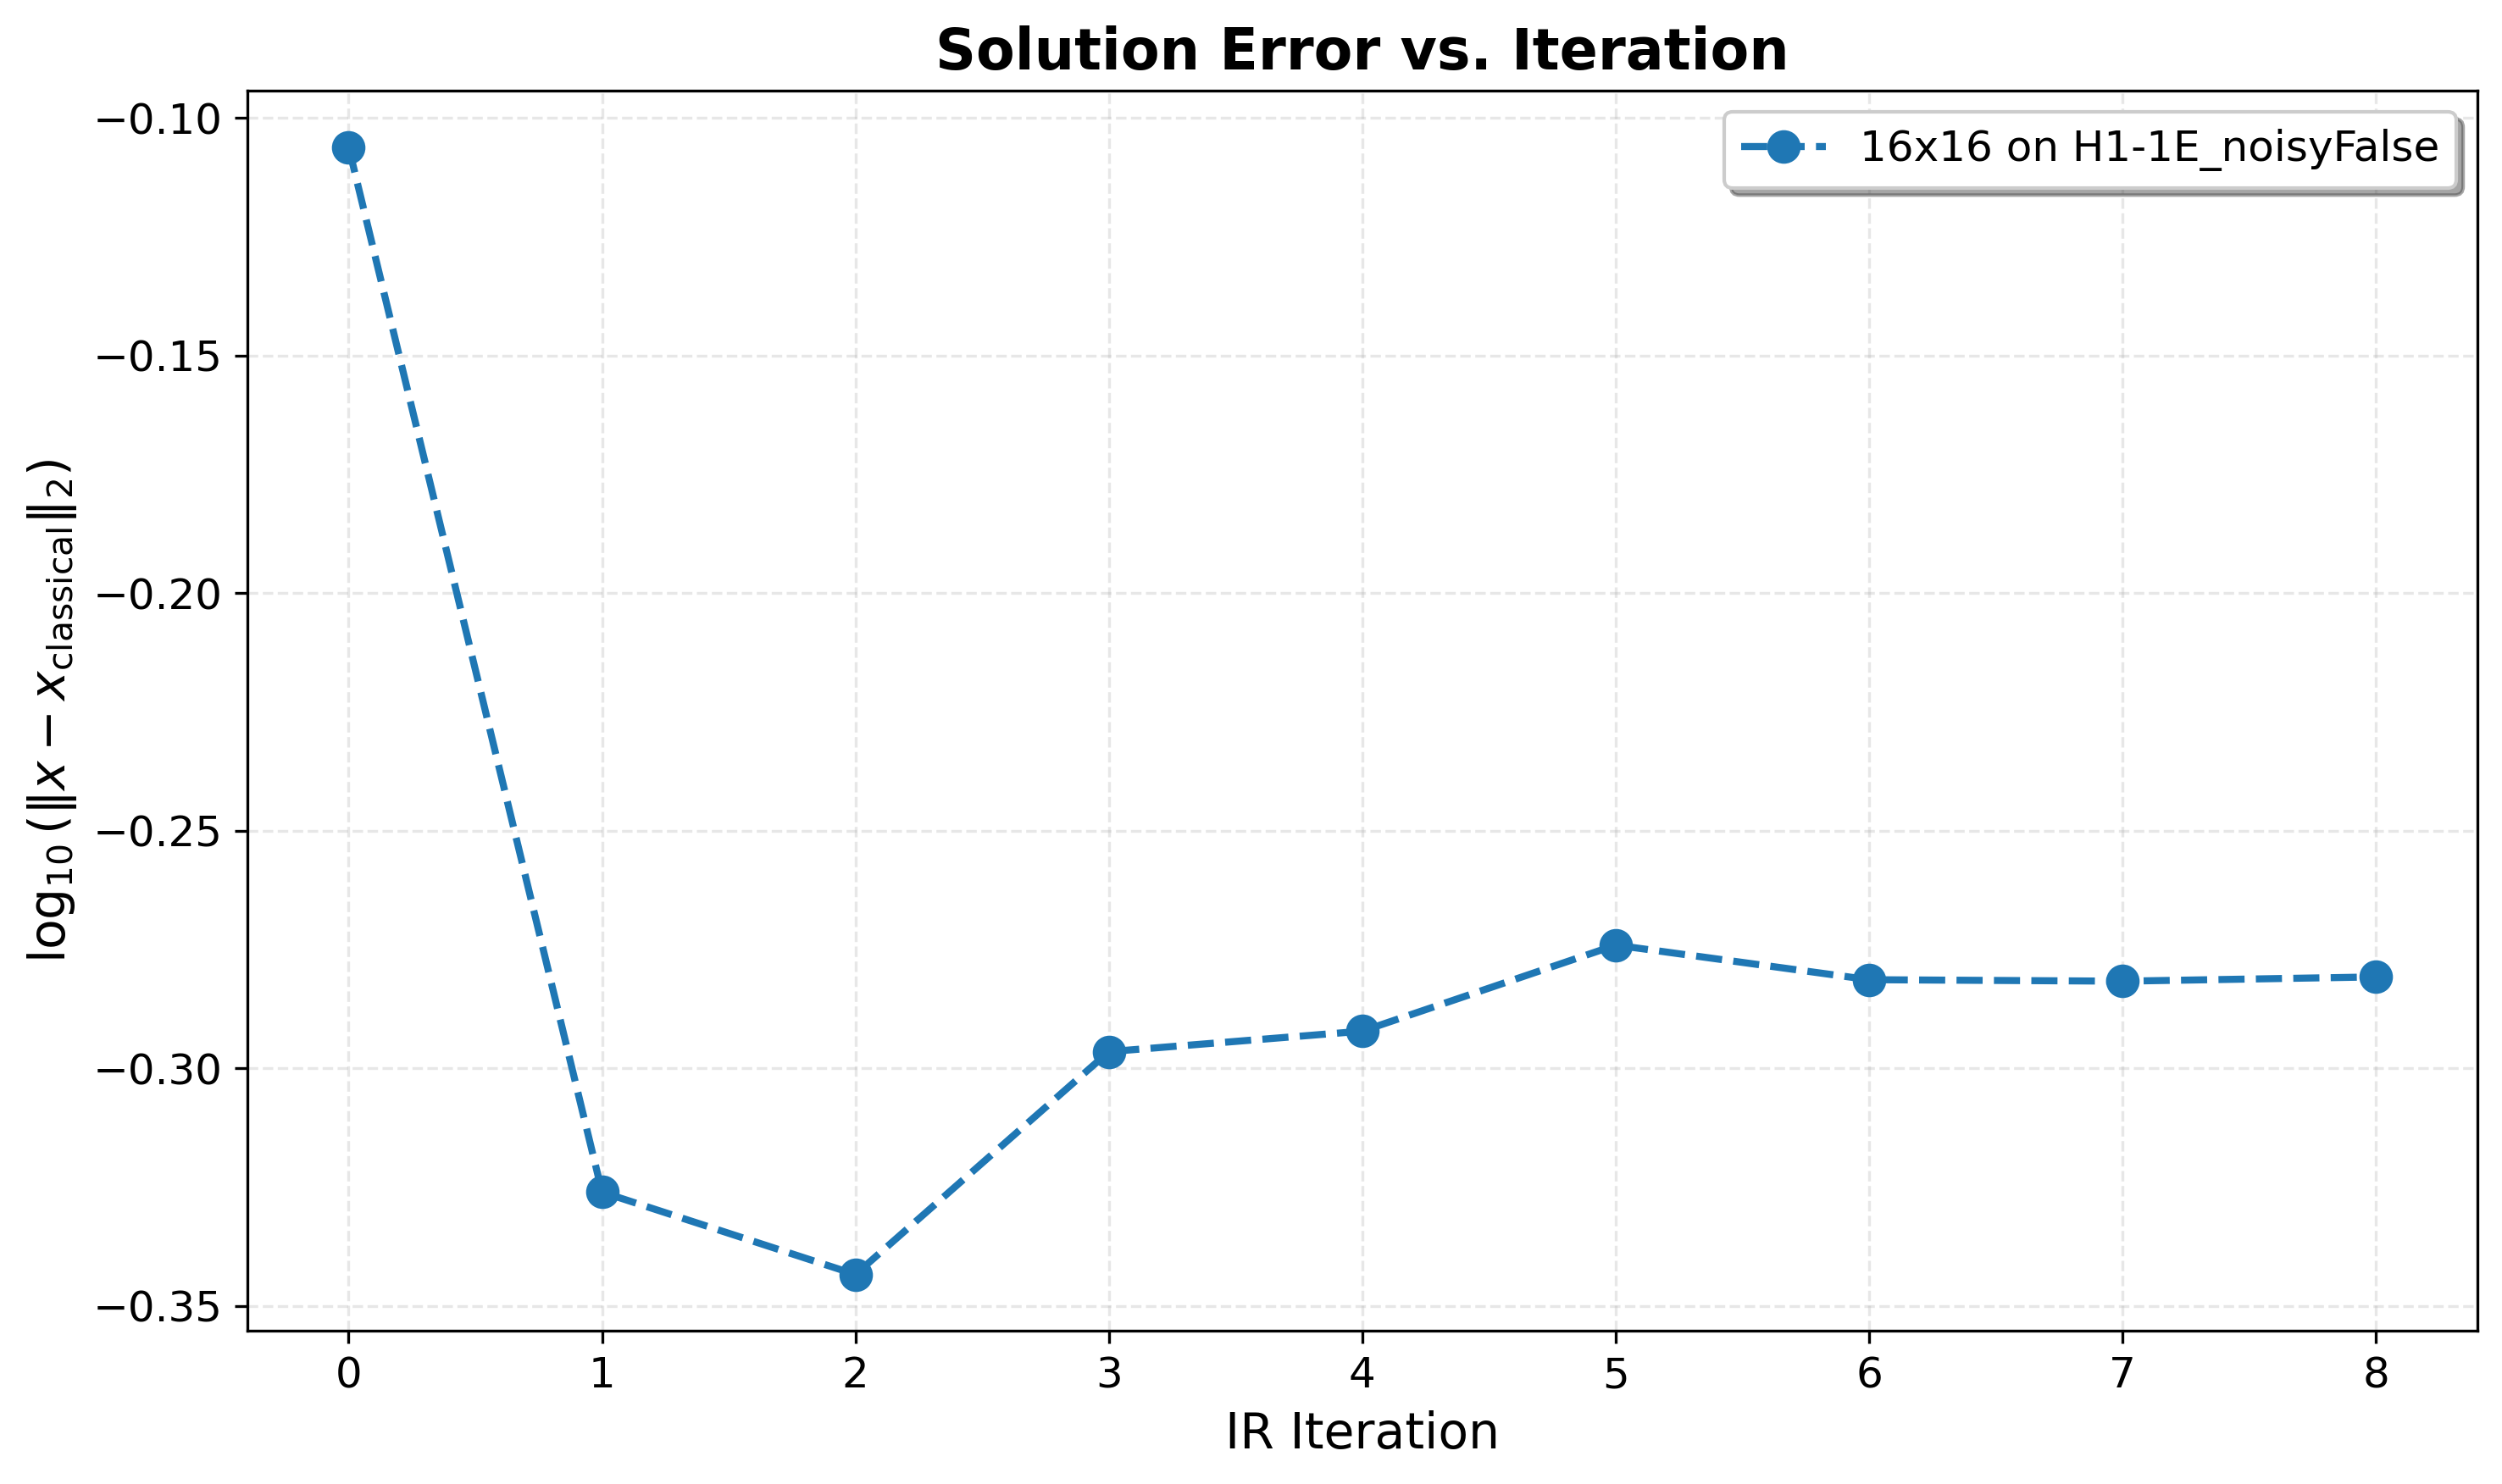 Solution Error vs. Iteration
16x16 on H1-1E_noisyFalse
log₁₀ (‖x − x_classical‖₂)
−0.10
−0.15
−0.20
−0.25
−0.30
−0.35
0 1 2 3 4 5 6 7 8
IR Iteration